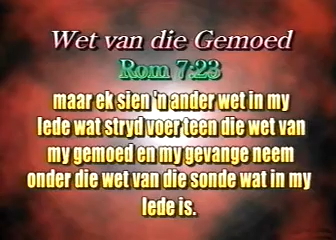 Wet van die Gemoed
Rom 7:23
maar ek sien 'n ander wet in my
lede wat stryd voer teen die wet van
my gemoed en my gevange neem
onder die wet van die sonde wat in my
lede is.